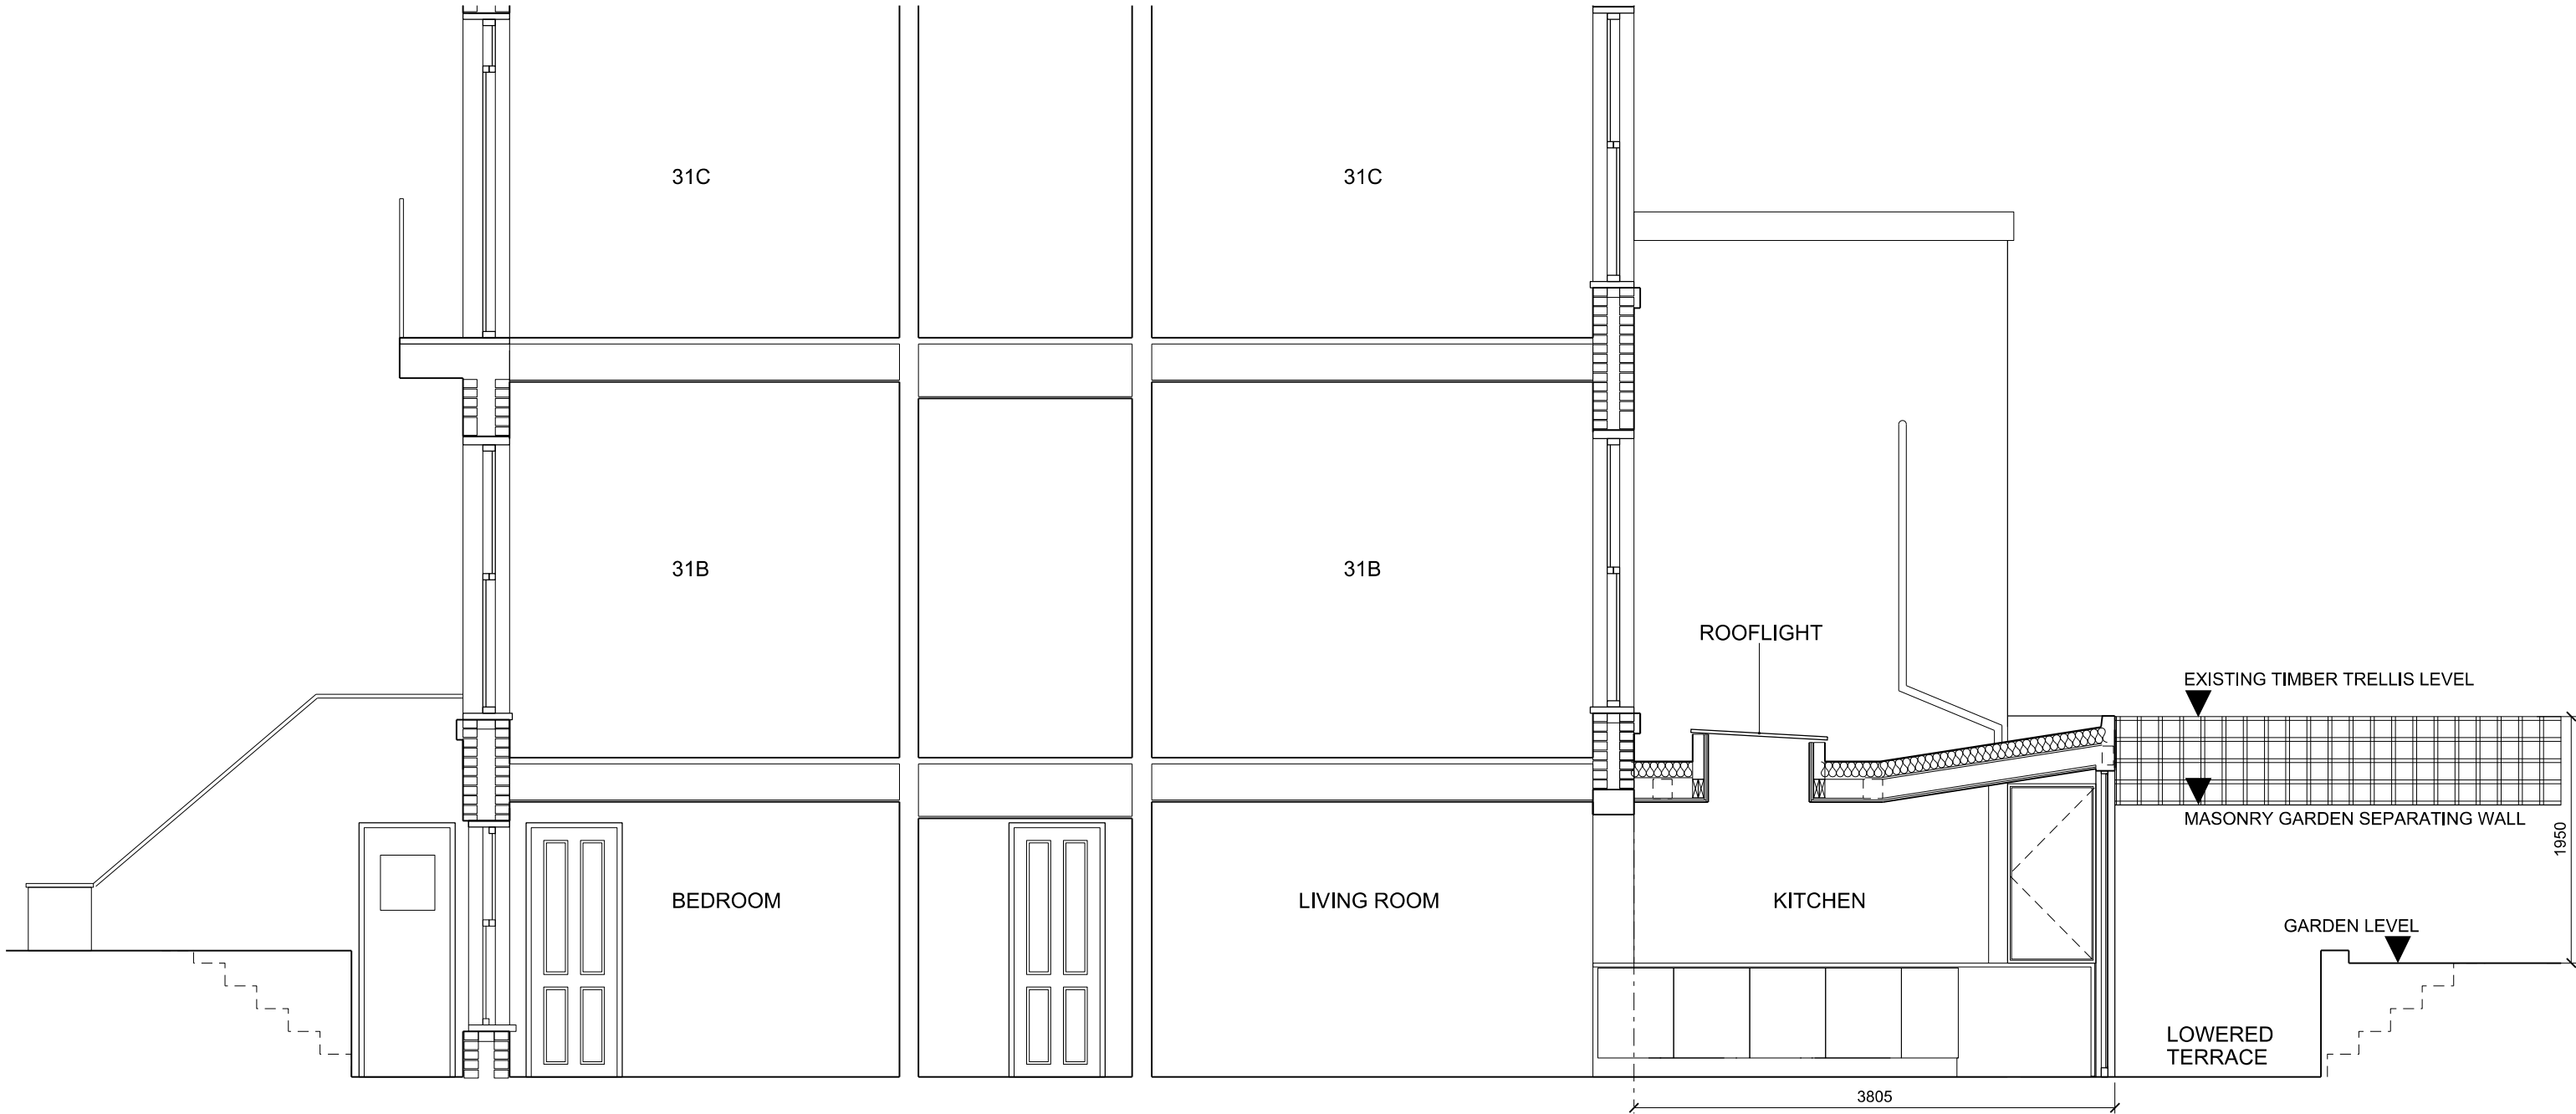 31C
31C
31B
31B
ROOFLIGHT
EXISTING TIMBER TRELLIS LEVEL
MASONRY GARDEN SEPARATING WALL
1950
BEDROOM
LIVING ROOM
KITCHEN
GARDEN LEVEL
LOWERED
TERRACE
3805